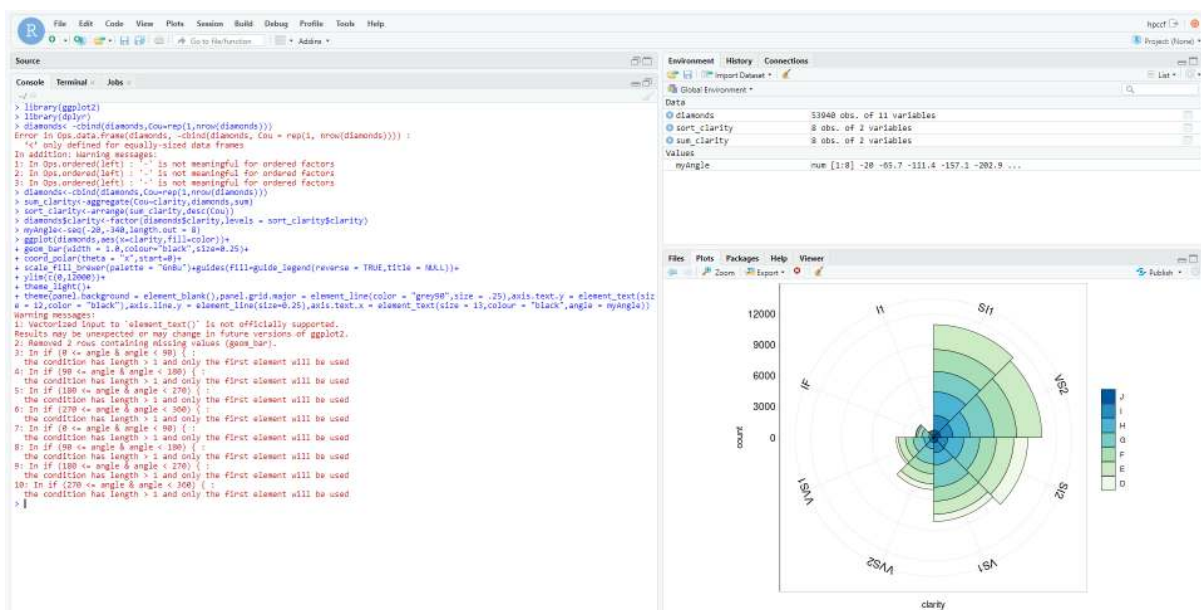 File Edit Code View Plots Session Build Debug Profile Tools Help
hpccf
Go to file/function
Addins
Project: (None)
Source
Console Terminal Jobs
~/
> library(ggplot2)
> library(dplyr)
> diamonds< -cbind(diamonds,Cou=rep(1,nrow(diamonds)))
Error in Ops.data.frame(diamonds, -cbind(diamonds, Cou = rep(1, nrow(diamonds)))) :
'<' only defined for equally-sized data frames
In addition: Warning messages:
1: In Ops.ordered(left) : '-' is not meaningful for ordered factors
2: In Ops.ordered(left) : '-' is not meaningful for ordered factors
3: In Ops.ordered(left) : '-' is not meaningful for ordered factors
> diamonds<-cbind(diamonds,Cou=rep(1,nrow(diamonds)))
> sum_clarity<-aggregate(Cou~clarity,diamonds,sum)
> sort_clarity<-arrange(sum_clarity,desc(Cou))
> diamonds$clarity<-factor(diamonds$clarity,levels = sort_clarity$clarity)
> myAngle<-seq(-20,-340,length.out = 8)
> ggplot(diamonds,aes(x=clarity,fill=color))+
+ geom_bar(width = 1.0,colour="black",size=0.25)+
+ coord_polar(theta = "x",start=0)+
+ scale_fill_brewer(palette = "GnBu")+guides(fill=guide_legend(reverse = TRUE,title = NULL))+
+ ylim(c(0,12000))+
+ theme_light()+
+ theme(panel.background = element_blank(),panel.grid.major = element_line(color = "grey90",size = .25),axis.text.y = element_text(siz
e = 12,color = "black"),axis.line.y = element_line(size=0.25),axis.text.x = element_text(size = 13,colour = "black",angle = myAngle))
Warning messages:
1: Vectorized input to `element_text()` is not officially supported.
Results may be unexpected or may change in future versions of ggplot2.
2: Removed 2 rows containing missing values (geom_bar).
3: In if (0 <= angle & angle < 90) { :
the condition has length > 1 and only the first element will be used
4: In if (90 <= angle & angle < 180) { :
the condition has length > 1 and only the first element will be used
5: In if (180 <= angle & angle < 270) { :
the condition has length > 1 and only the first element will be used
6: In if (270 <= angle & angle < 360) { :
the condition has length > 1 and only the first element will be used
7: In if (0 <= angle & angle < 90) { :
the condition has length > 1 and only the first element will be used
8: In if (90 <= angle & angle < 180) { :
the condition has length > 1 and only the first element will be used
9: In if (180 <= angle & angle < 270) { :
the condition has length > 1 and only the first element will be used
10: In if (270 <= angle & angle < 360) { :
the condition has length > 1 and only the first element will be used
>
Environment History Connections
Import Dataset
List
Global Environment
Data
diamonds 53940 obs. of 11 variables
sort_clarity 8 obs. of 2 variables
sum_clarity 8 obs. of 2 variables
Values
myAngle num [1:8] -20 -65.7 -111.4 -157.1 -202.9 ...
Files Plots Packages Help Viewer
Zoom Export Publish
12000
9000
6000
3000
0
count
I1
SI1
IF
VS2
VVS1
SI2
VVS2
VS1
J
I
H
G
F
E
D
clarity